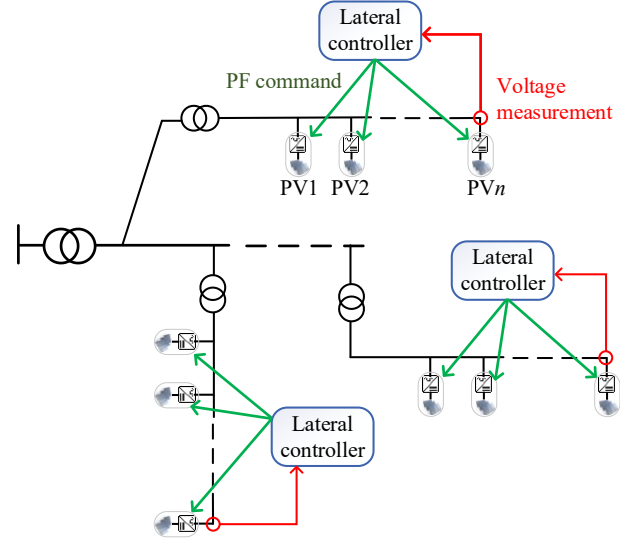 Lateral
controller
PF command
Voltage
measurement
PV1
PV2
PVn
Lateral
controller
Lateral
controller